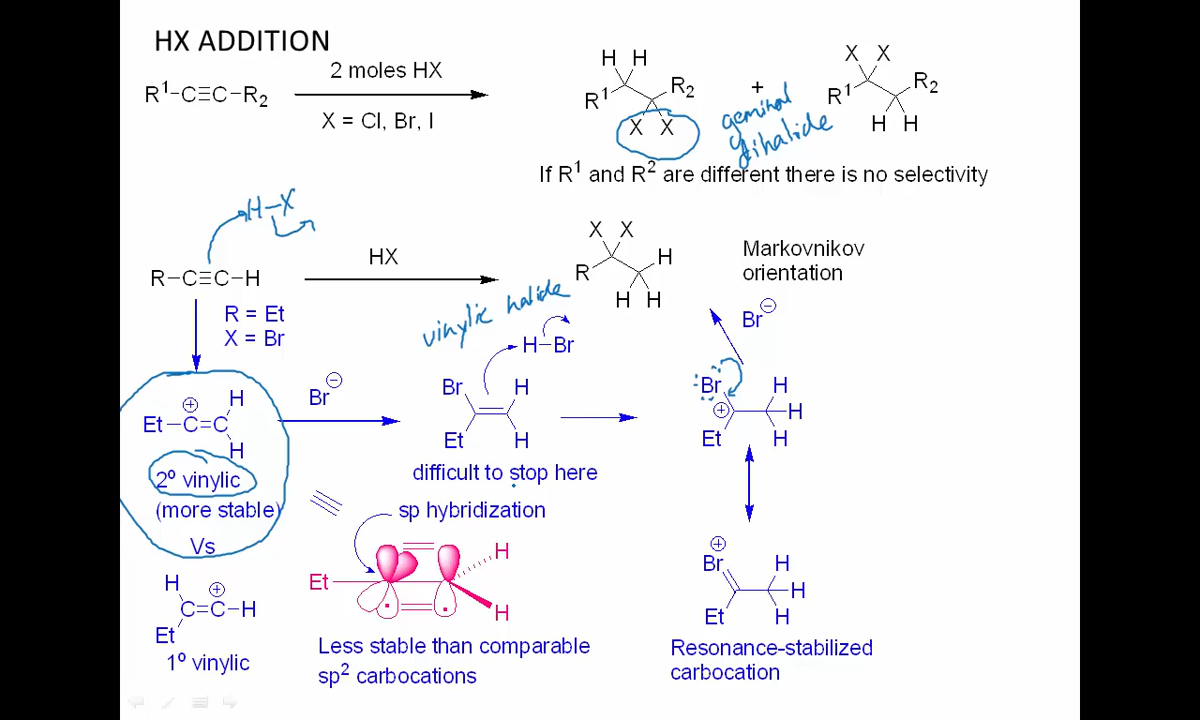 HX ADDITION
R¹–C≡C–R₂
2 moles HX
X = Cl, Br, I
H H
R¹
R₂
X X
+
geminal
dihalide
X X
R¹
R₂
H H
If R¹ and R² are different there is no selectivity
H–X
R–C≡C–H
HX
X X
R
H
H H
Markovnikov
orientation
R = Et
X = Br
vinylic halide
H–Br
Br⊖
⊕
Et–C=C
H
H
Br⊖
Br
H
Et
H
:Br
⊕
Et
H
H
H
2º vinylic
(more stable)
Vs
difficult to stop here
sp hybridization
H
⊕
C=C–H
Et
1º vinylic
Et
H
H
Less stable than comparable
sp² carbocations
⊕
Br
Et
H
H
H
Resonance-stabilized
carbocation